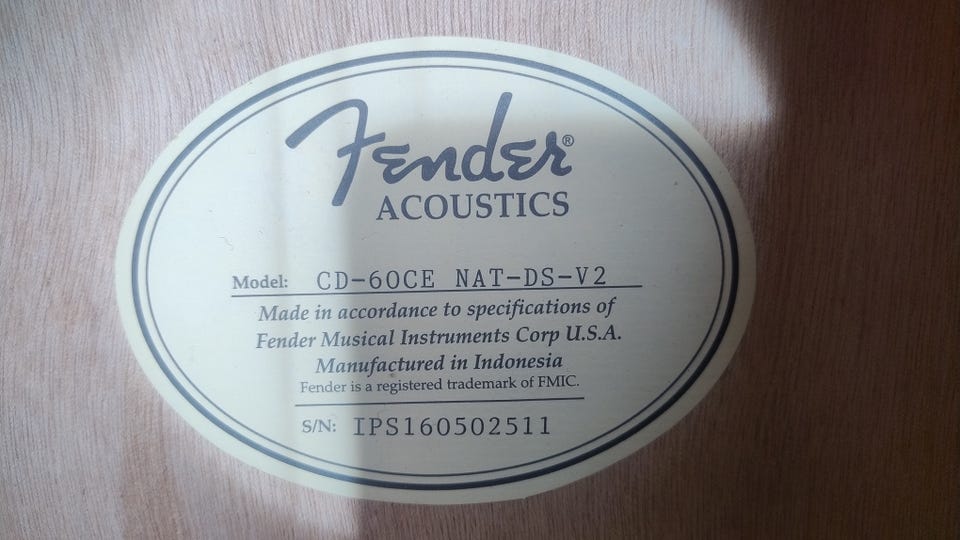 Fender®
ACOUSTICS
Model: CD-60CE NAT-DS-V2
Made in accordance to specifications of
Fender Musical Instruments Corp U.S.A.
Manufactured in Indonesia
Fender is a registered trademark of FMIC.
S/N: IPS160502511